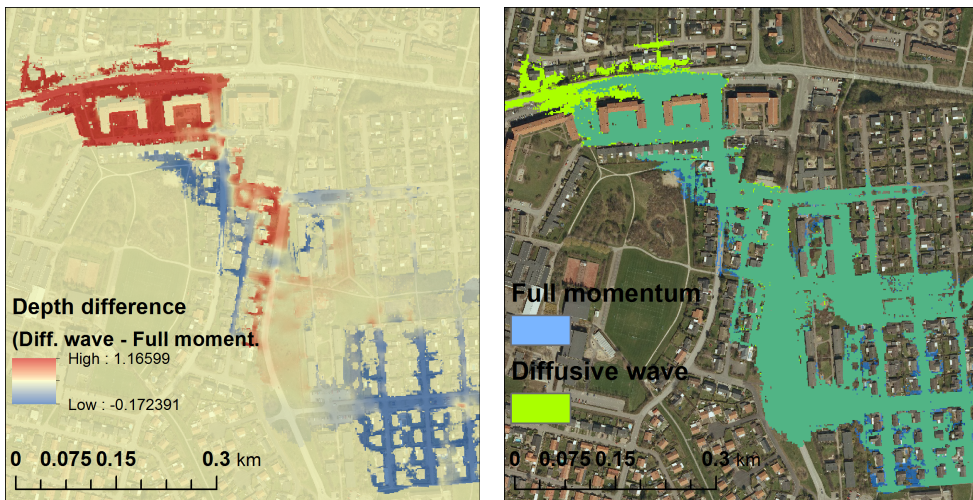 Depth difference
(Diff. wave - Full moment.
High : 1.16599
Low : -0.172391
0 0.075 0.15 0.3 km
Full momentum
Diffusive wave
0 0.075 0.15 0.3 km